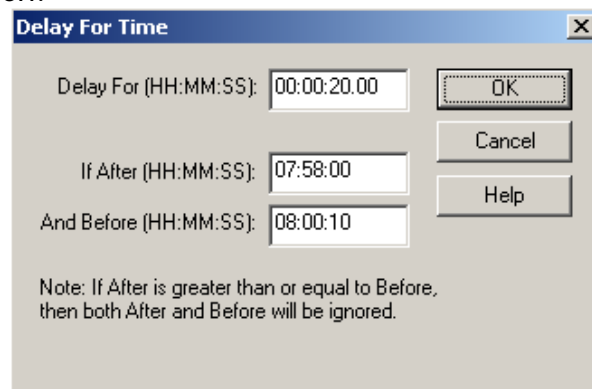 Delay For Time
Delay For (HH:MM:SS): 00:00:20.00
OK
Cancel
If After (HH:MM:SS): 07:58:00
Help
And Before (HH:MM:SS): 08:00:10
Note: If After is greater than or equal to Before,
then both After and Before will be ignored.